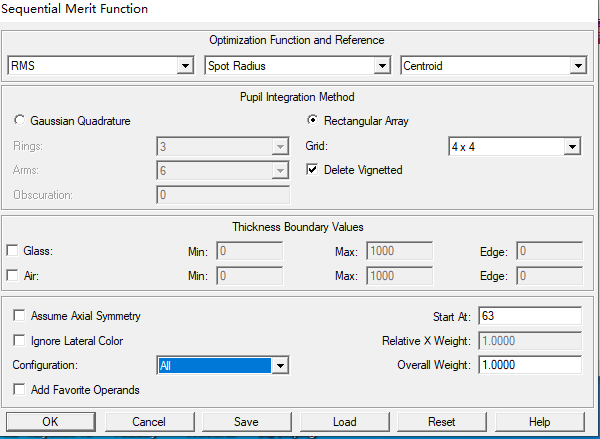 Sequential Merit Function
Optimization Function and Reference
RMS Spot Radius Centroid
Pupil Integration Method
Gaussian Quadrature Rectangular Array
Rings: 3 Grid: 4 x 4
Arms: 6 Delete Vignetted
Obscuration: 0
Thickness Boundary Values
Glass: Min: 0 Max: 1000 Edge: 0
Air: Min: 0 Max: 1000 Edge: 0
Assume Axial Symmetry Start At: 63
Ignore Lateral Color Relative X Weight: 1.0000
Configuration: All Overall Weight: 1.0000
Add Favorite Operands
OK Cancel Save Load Reset Help